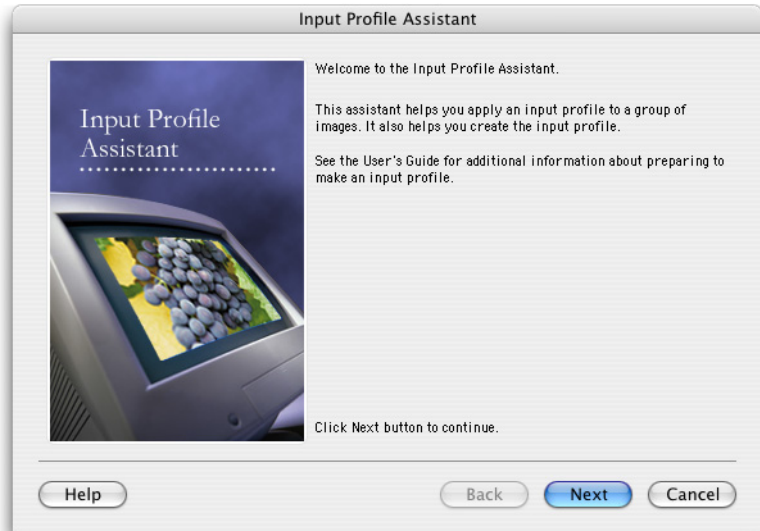 Input Profile Assistant
Input Profile
Assistant
Welcome to the Input Profile Assistant.
This assistant helps you apply an input profile to a group of
images. It also helps you create the input profile.
See the User's Guide for additional information about preparing to
make an input profile.
Click Next button to continue.
Help
Back
Next
Cancel